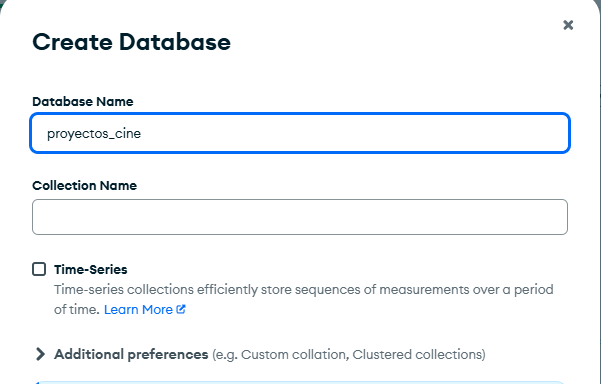 Create Database
Database Name
proyectos_cine
Collection Name
Time-Series
Time-series collections efficiently store sequences of measurements over a period
of time. Learn More
Additional preferences (e.g. Custom collation, Clustered collections)